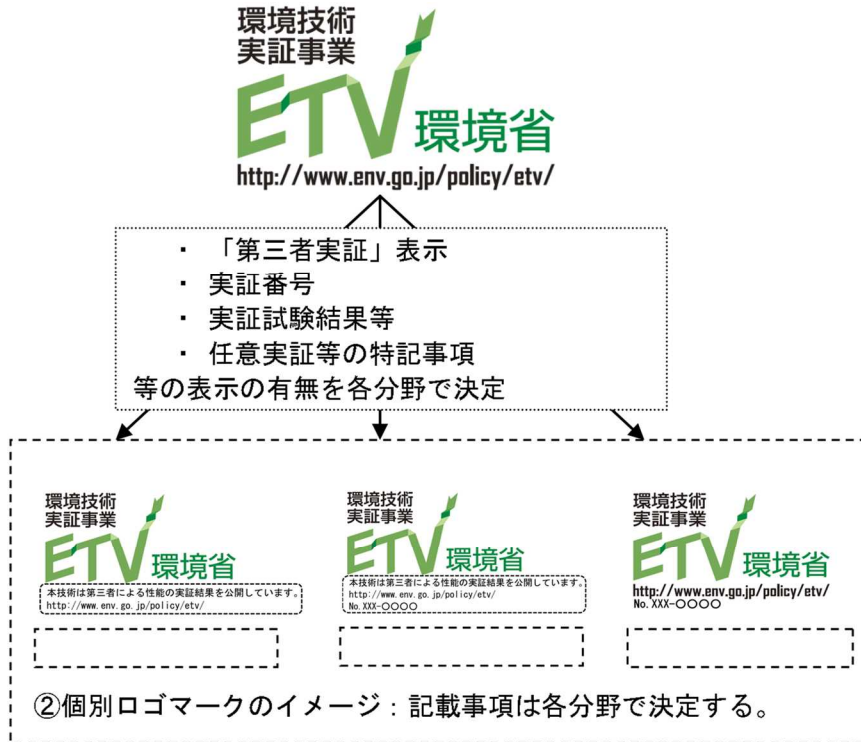 環境技術
実証事業
ETV 環境省
http://www.env.go.jp/policy/etv/
・ 「第三者実証」表示
・ 実証番号
・ 実証試験結果等
・ 任意実証等の特記事項
等の表示の有無を各分野で決定
環境技術
実証事業
ETV 環境省
本技術は第三者による性能の実証結果を公開しています。
http://www.env.go.jp/policy/etv/
環境技術
実証事業
ETV 環境省
本技術は第三者による性能の実証結果を公開しています。
http://www.env.go.jp/policy/etv/
No.XXX-〇〇〇〇
環境技術
実証事業
ETV 環境省
http://www.env.go.jp/policy/etv/
No.XXX-〇〇〇〇
②個別ロゴマークのイメージ：記載事項は各分野で決定する。